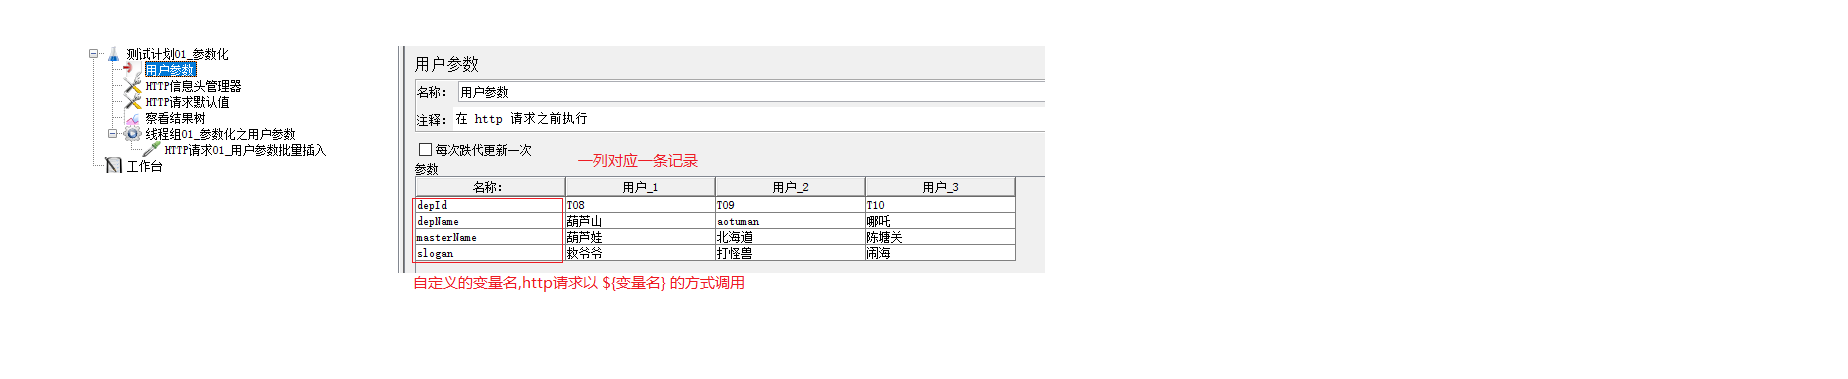 测试计划01_参数化
用户参数
HTTP信息头管理器
HTTP请求默认值
察看结果树
线程组01_参数化之用户参数
HTTP请求01_用户参数批量插入
工作台
用户参数
名称： 用户参数
注释： 在 http 请求之前执行
每次跌代更新一次
一列对应一条记录
参数
名称： 用户_1 用户_2 用户_3
depId T08 T09 T10
depName 葫芦山 aotuman 哪吒
masterName 葫芦娃 北海道 陈塘关
slogan 救爷爷 打怪兽 闹海
自定义的变量名,http请求以 ${变量名} 的方式调用